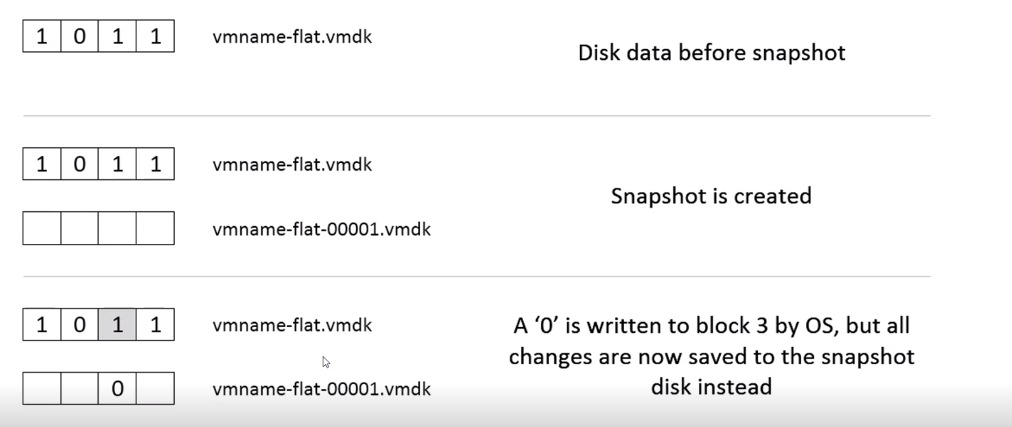 1 0 1 1 vmname-flat.vmdk
Disk data before snapshot
1 0 1 1 vmname-flat.vmdk
Snapshot is created
vmname-flat-00001.vmdk
1 0 1 1 vmname-flat.vmdk
0 vmname-flat-00001.vmdk
A ‘0’ is written to block 3 by OS, but all
changes are now saved to the snapshot
disk instead